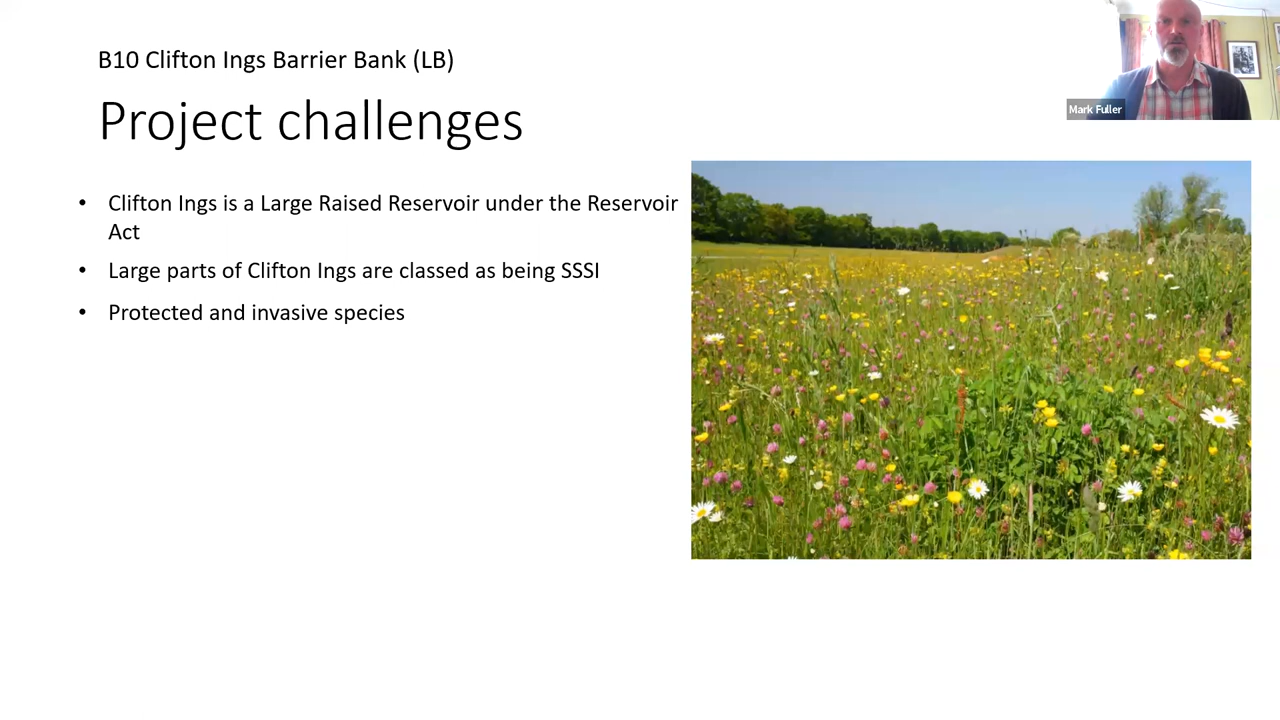 B10 Clifton Ings Barrier Bank (LB)
Project challenges
Mark Fuller
• Clifton Ings is a Large Raised Reservoir under the Reservoir
Act
• Large parts of Clifton Ings are classed as being SSSI
• Protected and invasive species